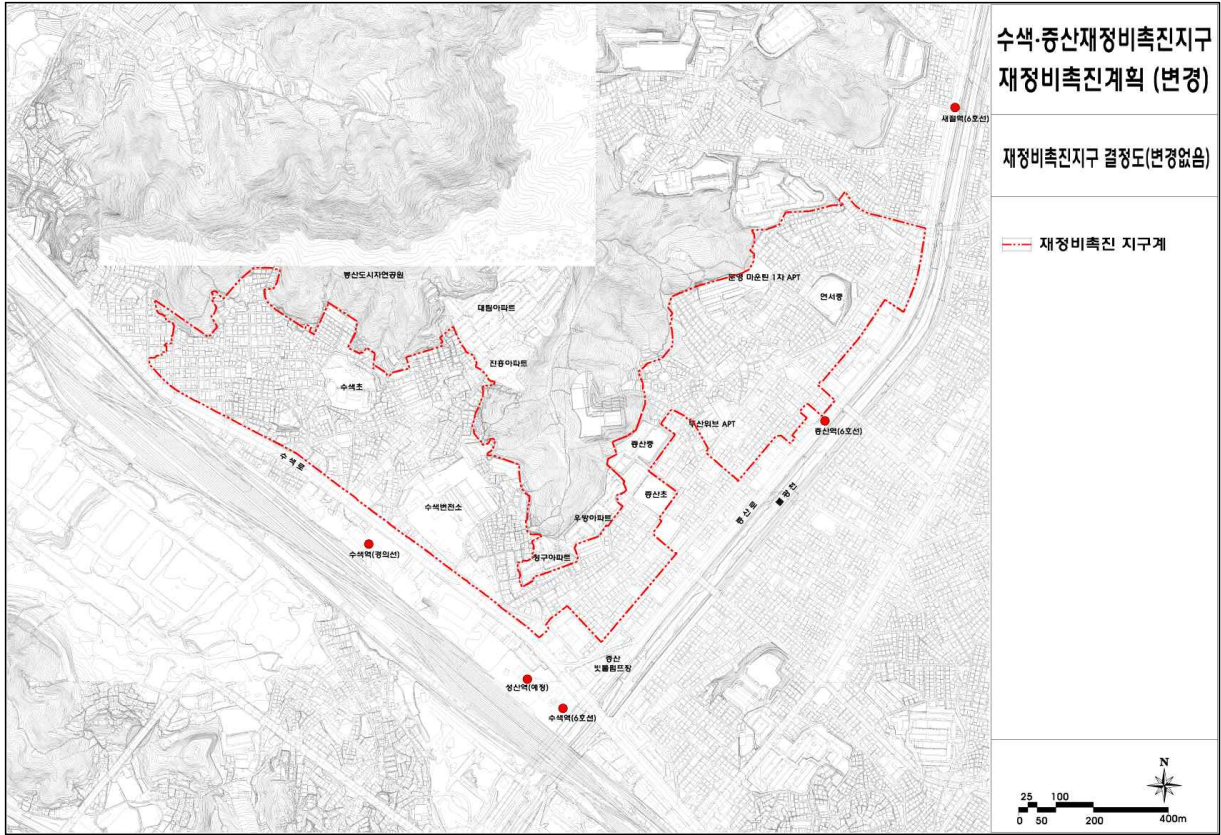 수색·증산재정비촉진지구
재정비촉진계획 (변경)
재정비촉진지구 결정도(변경없음)
재정비촉진 지구계
새절역(6호선)
증산도시자연공원
문영 마운틴 1차 APT
대림아파트
연서중
진흥아파트
수색초
두산위브 APT
증산역(6호선)
증산중
수색로
증산초
수색변전소
증산로
불광천
우방아파트
수색역(경의선)
청구아파트
증산
빗물펌프장
성산역(예정)
수색역(6호선)
N
25 100
0 50 200 400m